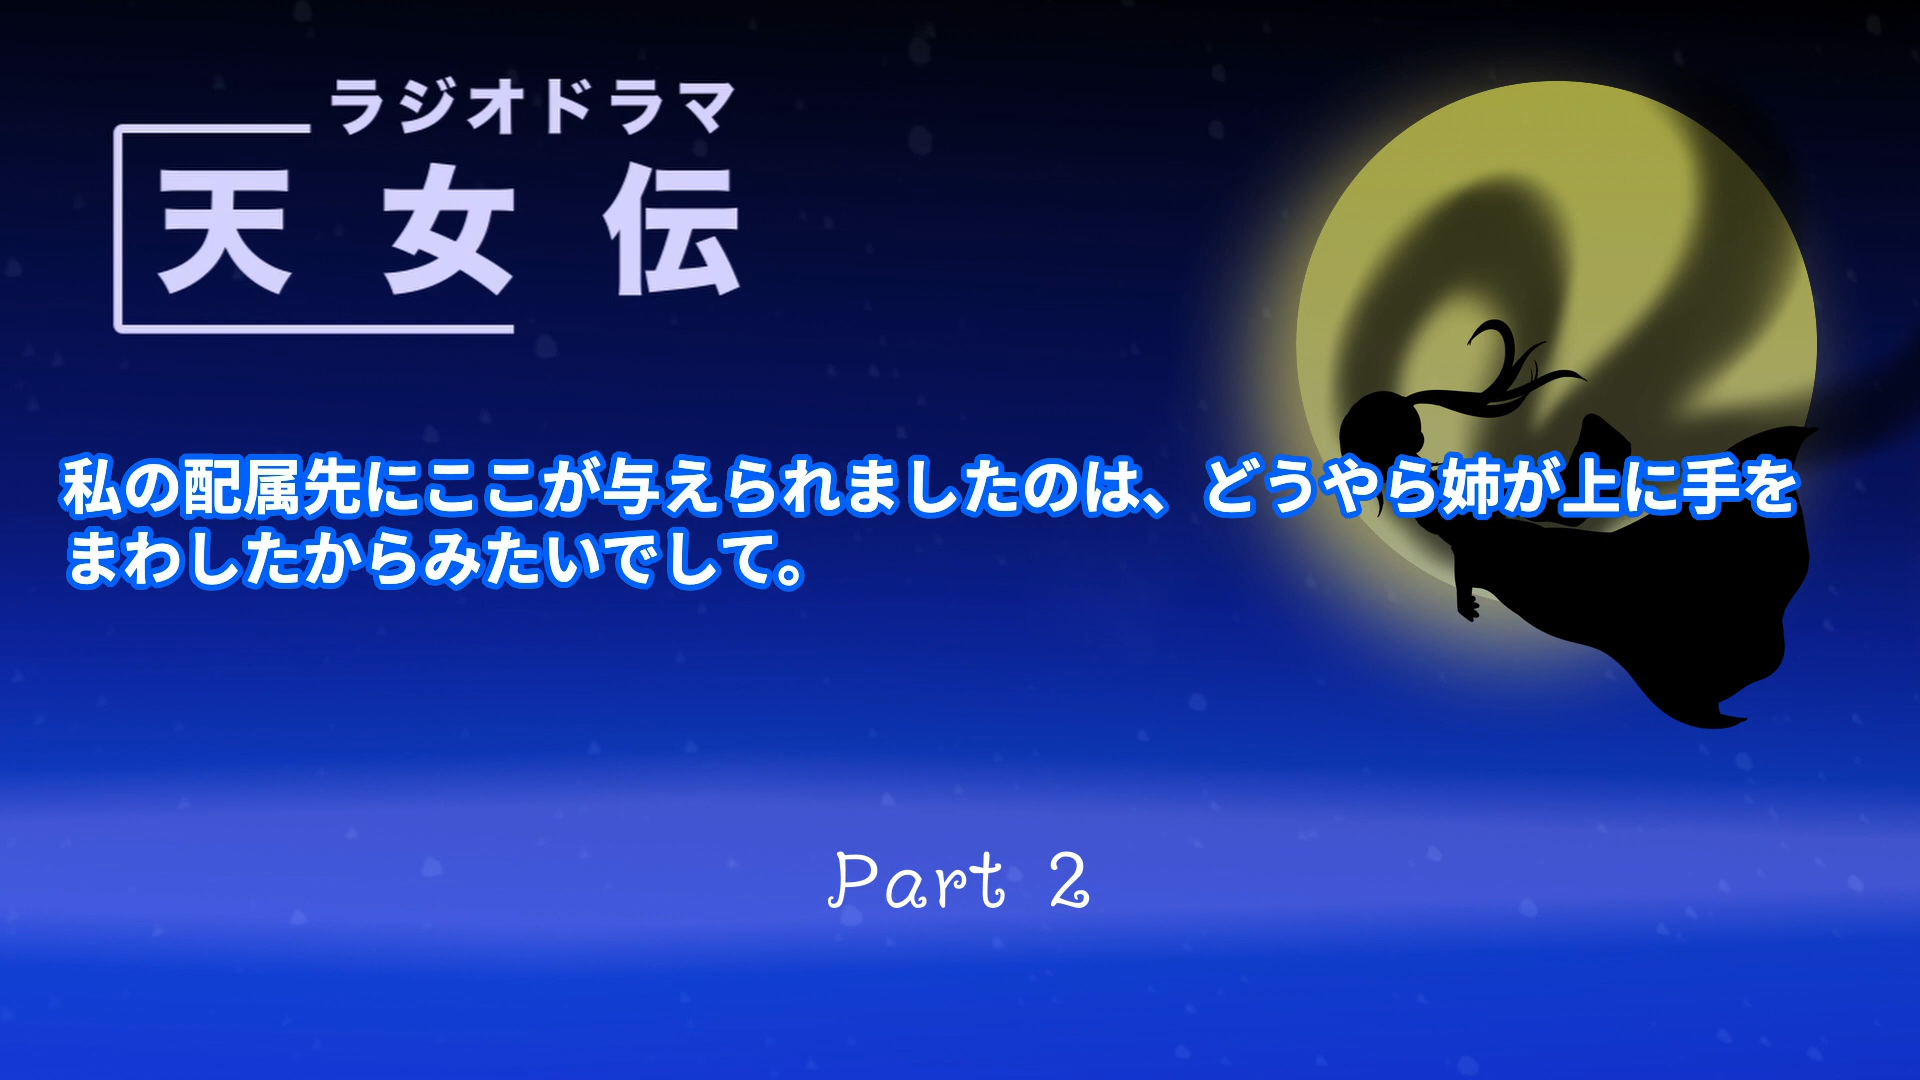 ラジオドラマ
天女伝
私の配属先にここが与えられましたのは、どうやら姉が上に手を
まわしたからみたいでして。
Part 2